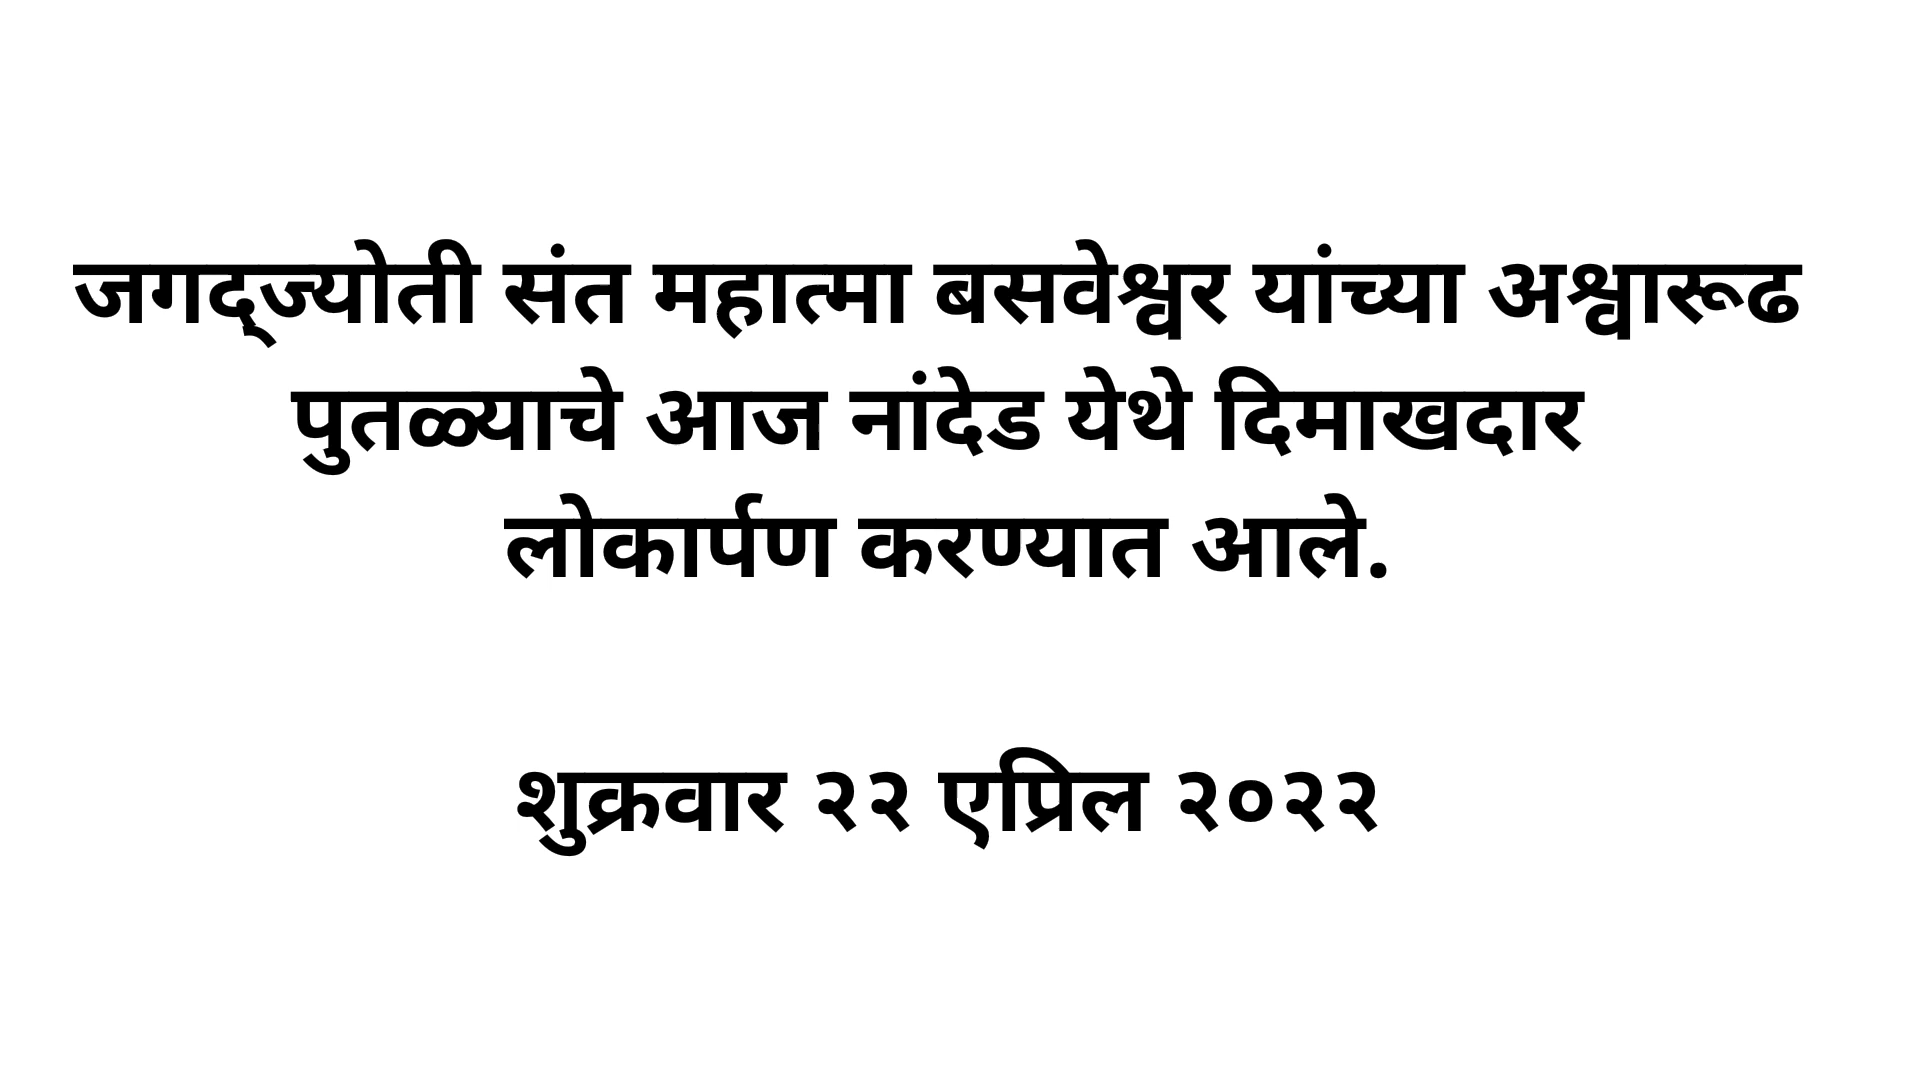 जगद्ज्योती संत महात्मा बसवेश्वर यांच्या अश्वारूढ
पुतळ्याचे आज नांदेड येथे दिमाखदार
लोकार्पण करण्यात आले.
शुक्रवार २२ एप्रिल २०२२